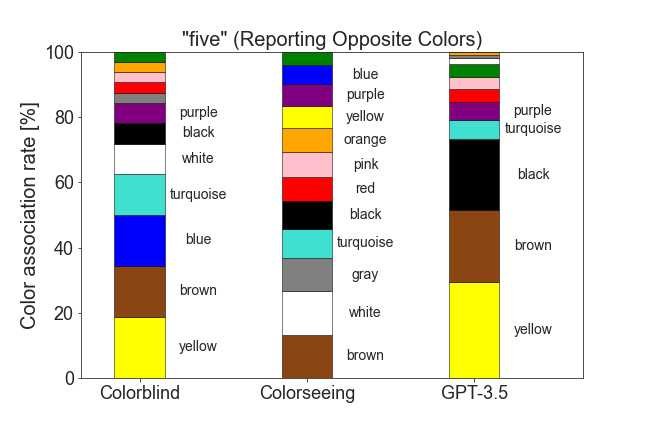 "five" (Reporting Opposite Colors)
Color association rate [%]
100
80
60
40
20
0
purple
black
white
turquoise
blue
brown
yellow
blue
purple
yellow
orange
pink
red
black
turquoise
gray
white
brown
purple
turquoise
black
brown
yellow
Colorblind
Colorseeing
GPT-3.5